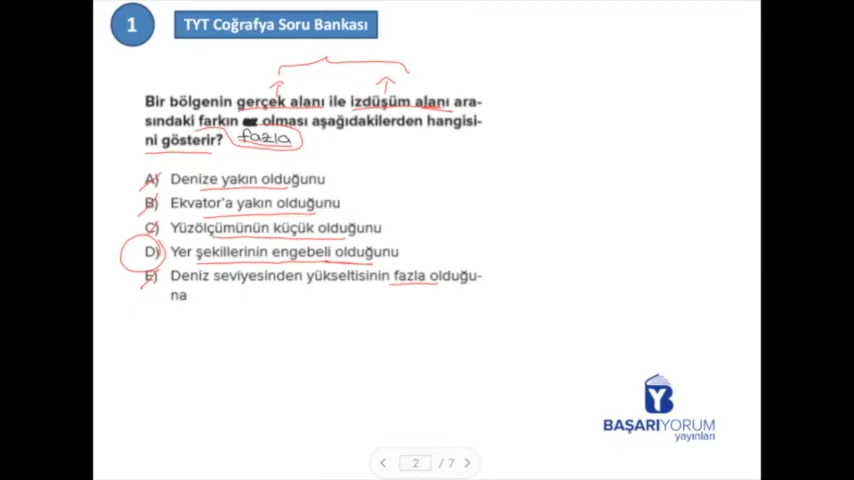 1
TYT Coğrafya Soru Bankası
Bir bölgenin gerçek alanı ile izdüşüm alanı ara-
sındaki farkın az olması aşağıdakilerden hangisi-
ni gösterir? fazla
A) Denize yakın olduğunu
B) Ekvator'a yakın olduğunu
C) Yüzölçümünün küçük olduğunu
D) Yer şekillerinin engebeli olduğunu
E) Deniz seviyesinden yükseltisinin fazla olduğu-
na
BAŞARIYORUM
yayınları
2 / 7